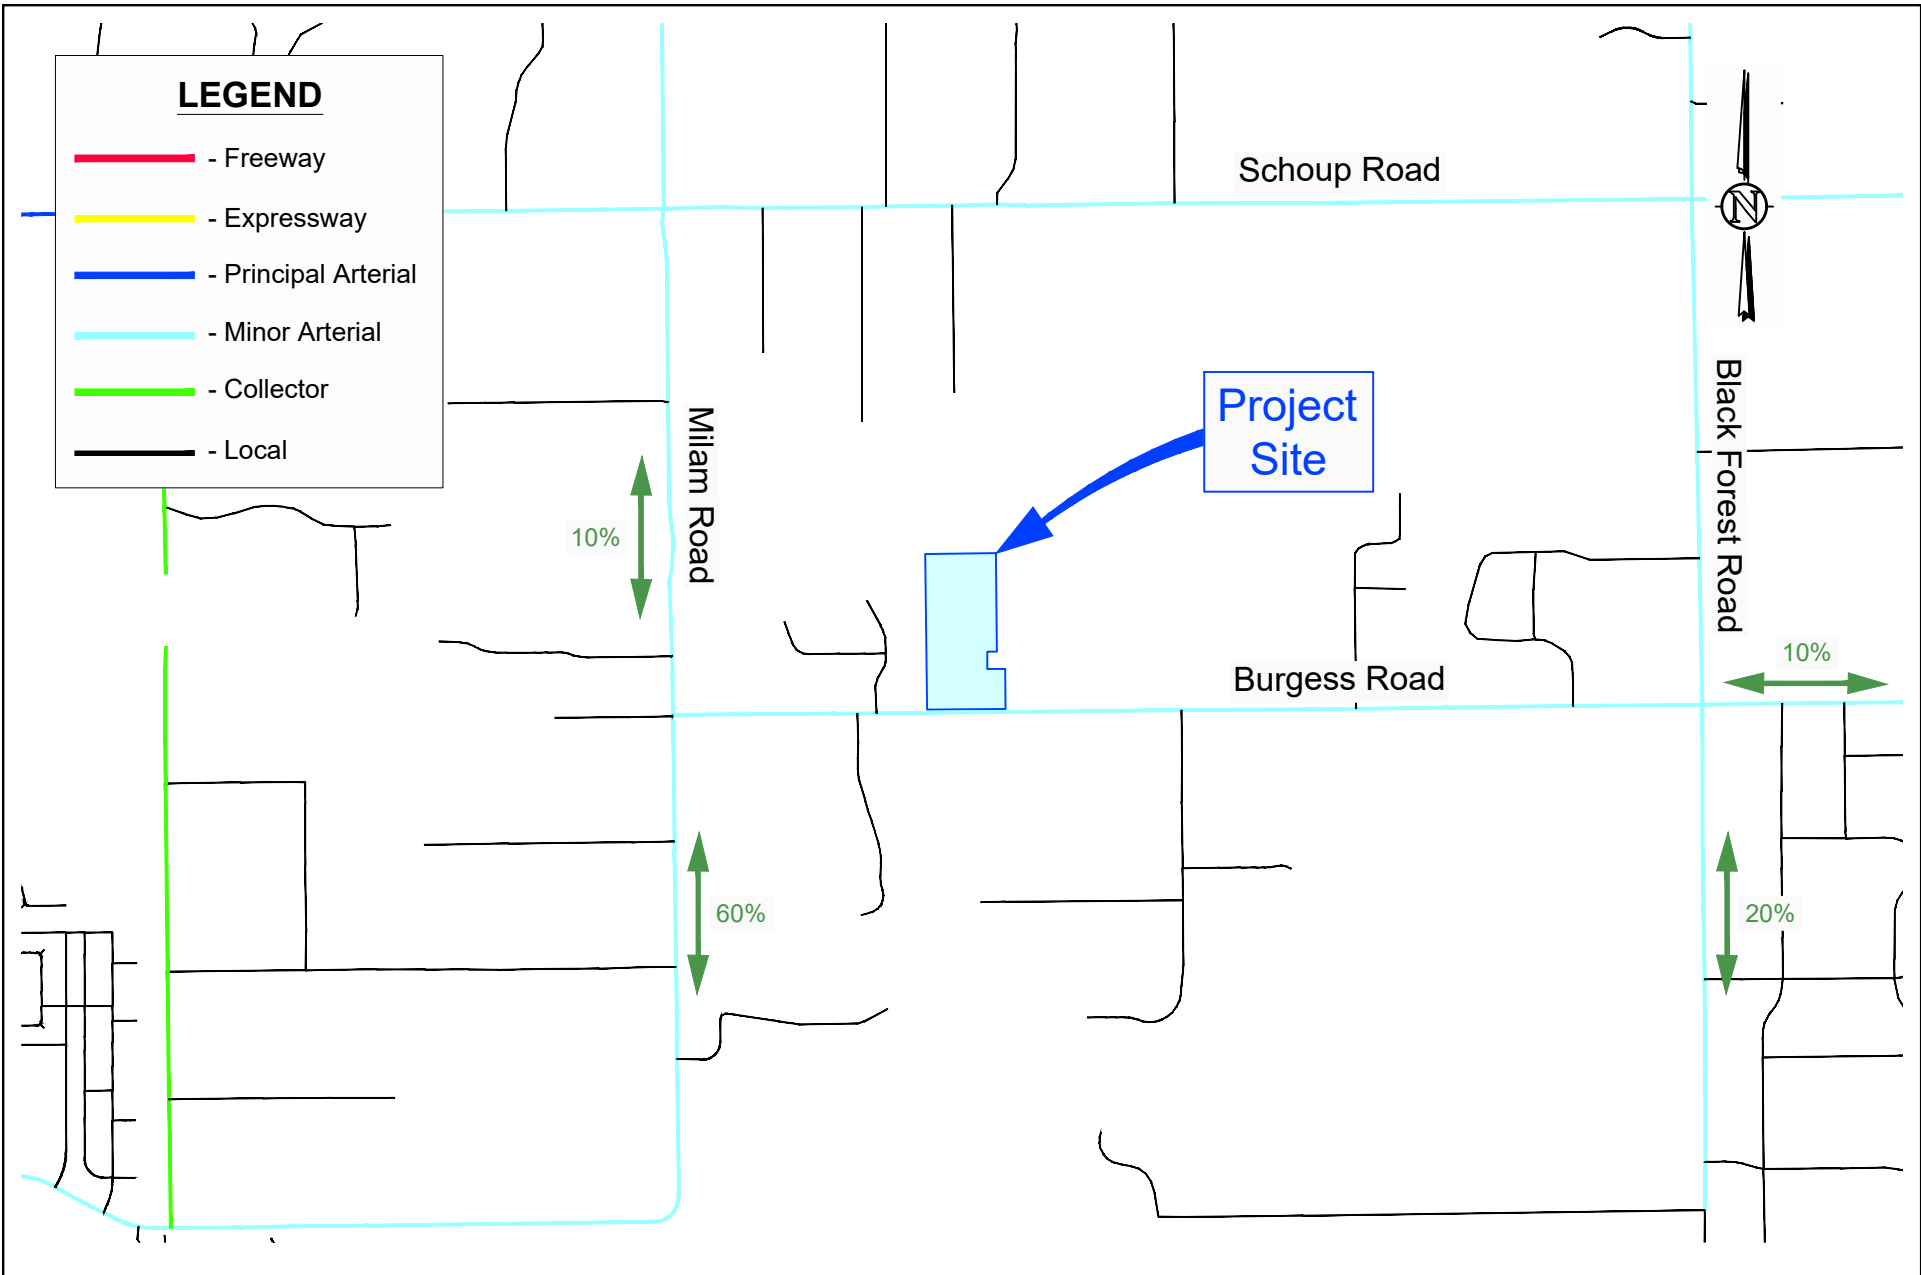 LEGEND
- Freeway
- Expressway
- Principal Arterial
- Minor Arterial
- Collector
- Local
Schoup Road
N
Project
Site
Milam Road
Black Forest Road
10%
Burgess Road
10%
60%
20%